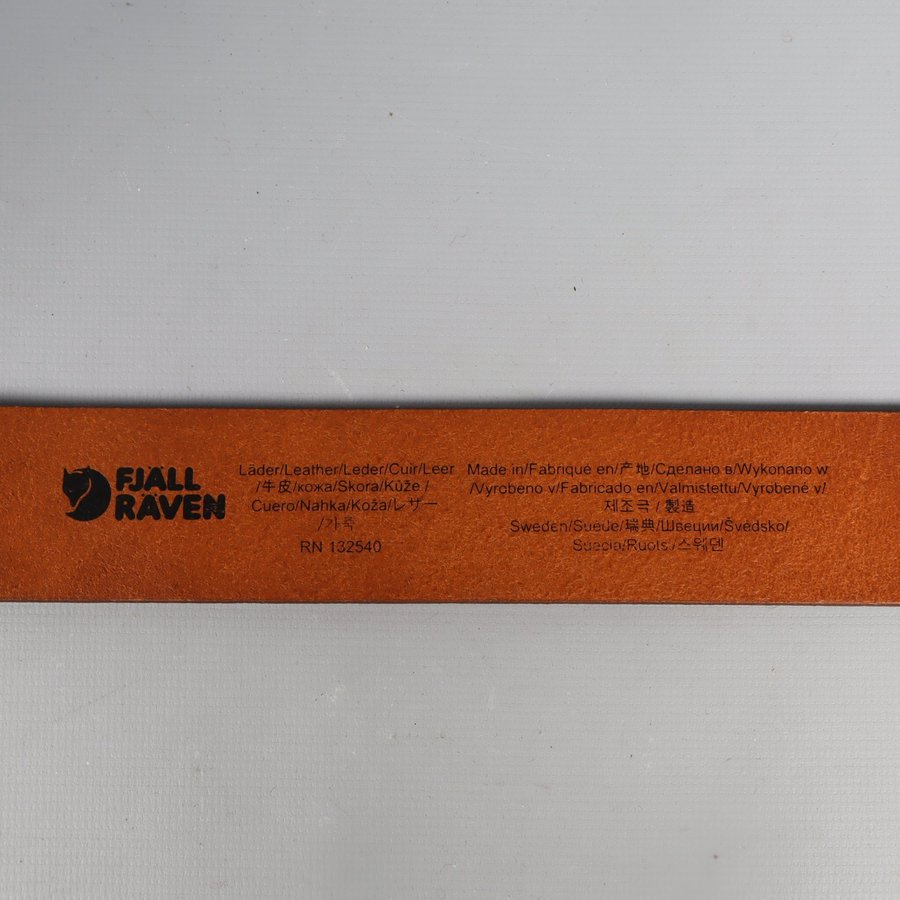 FJÄLL
RÄVEN
Läder/Leather/Leder/Cuir/Leer
/牛皮/кожа/Skora/Kůže /
Cuero/Nahka/Koža/レザー
/가죽
RN 132540
Made in/Fabriqué en/产地/Сделано в/Wykonano w
/Vyrobeno v/Fabricado en/Valmistettu/Vyrobené v/
제조국 / 製造
Sweden/Suede/瑞典/Швеции/Švédsko/
Suecia/Ruots /스웨덴